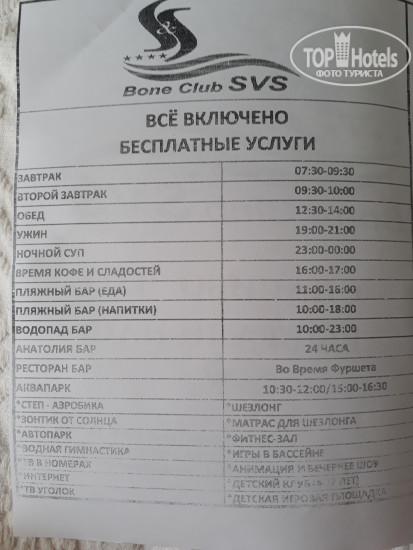 TOP Hotels
ФОТО ТУРИСТА
S&S
Bone Club SVS
ВСЁ ВКЛЮЧЕНО
БЕСПЛАТНЫЕ УСЛУГИ
ЗАВТРАК 07:30-09:30
ВТОРОЙ ЗАВТРАК 09:30-10:00
ОБЕД 12:30-14:00
УЖИН 19:00-21:00
НОЧНОЙ СУП 23:00-00:00
ВРЕМЯ КОФЕ И СЛАДОСТЕЙ 16:00-17:00
ПЛЯЖНЫЙ БАР (ЕДА) 11:00-16:00
ПЛЯЖНЫЙ БАР (НАПИТКИ) 10:00-18:00
ВОДОПАД БАР 10:00-23:00
АНАТОЛИЯ БАР 24 ЧАСА
РЕСТОРАН БАР Во Время Фуршета
АКВАПАРК 10:30-12:00/15:00-16:30
*СТЕП - АЭРОБИКА *ШЕЗЛОНГ
*ЗОНТИК ОТ СОЛНЦА *МАТРАС ДЛЯ ШЕЗЛОНГА
*АВТОПАРК *ФИТНЕС-ЗАЛ
*ВОДНАЯ ГИМНАСТИКА *ИГРЫ В БАССЕЙНЕ
*ТВ В НОМЕРАХ *АНИМАЦИЯ И ВЕЧЕРНЕЕ ШОУ
*ИНТЕРНЕТ *ДЕТСКИЙ КЛУБ ЛЕТ)
*ТВ УГОЛОК *ДЕТСКАЯ ИГРОВАЯ ПЛОЩАДКА